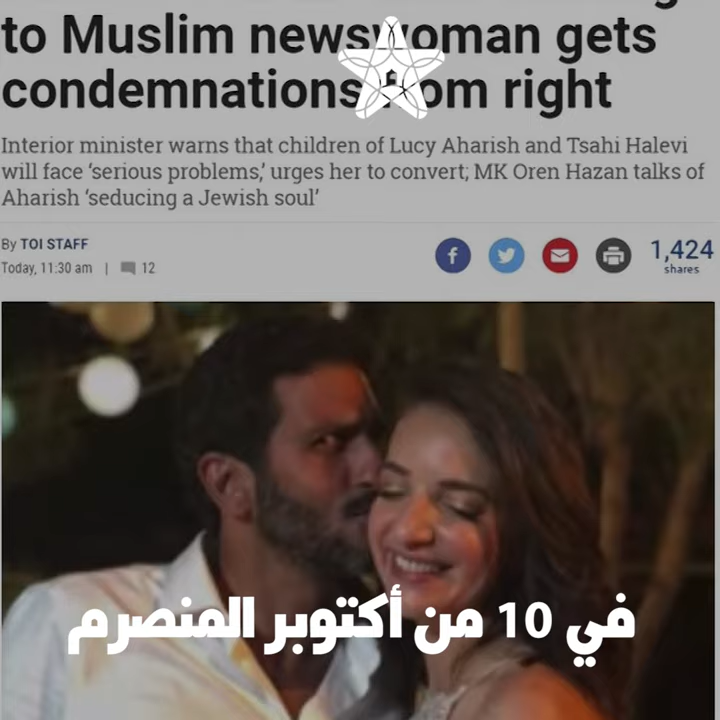 to Muslim newswoman gets
condemnations from right
Interior minister warns that children of Lucy Aharish and Tsahi Halevi
will face ‘serious problems,’ urges her to convert; MK Oren Hazan talks of
Aharish ‘seducing a Jewish soul’
By TOI STAFF
Today, 11:30 am | 12
1,424
shares
في 10 من أكتوبر المنصرم